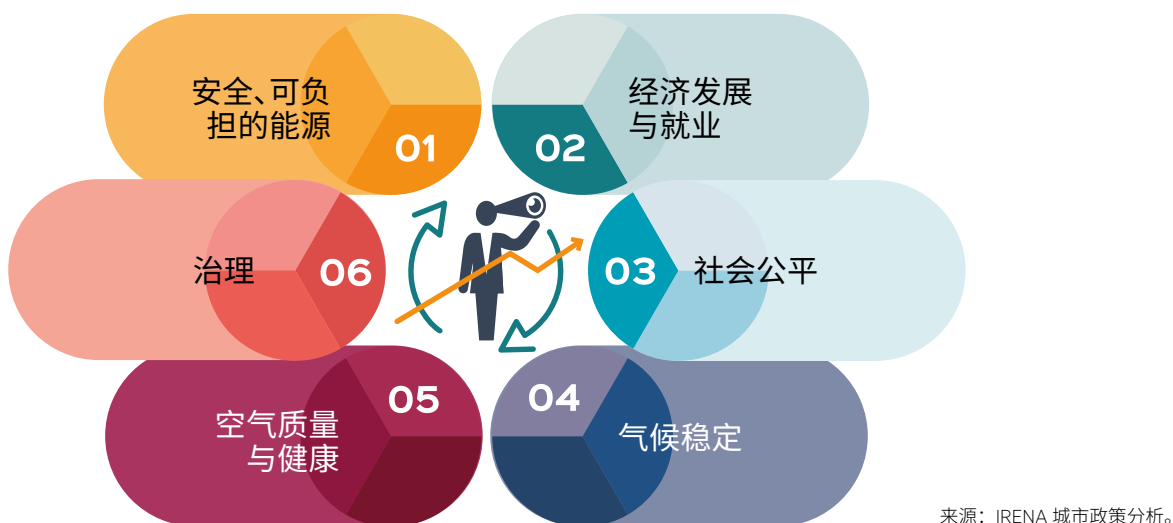 安全、可负
担的能源
01
02
经济发展
与就业
治理
06
03
社会公平
空气质量
与健康
05
04
气候稳定
来源：IRENA 城市政策分析。